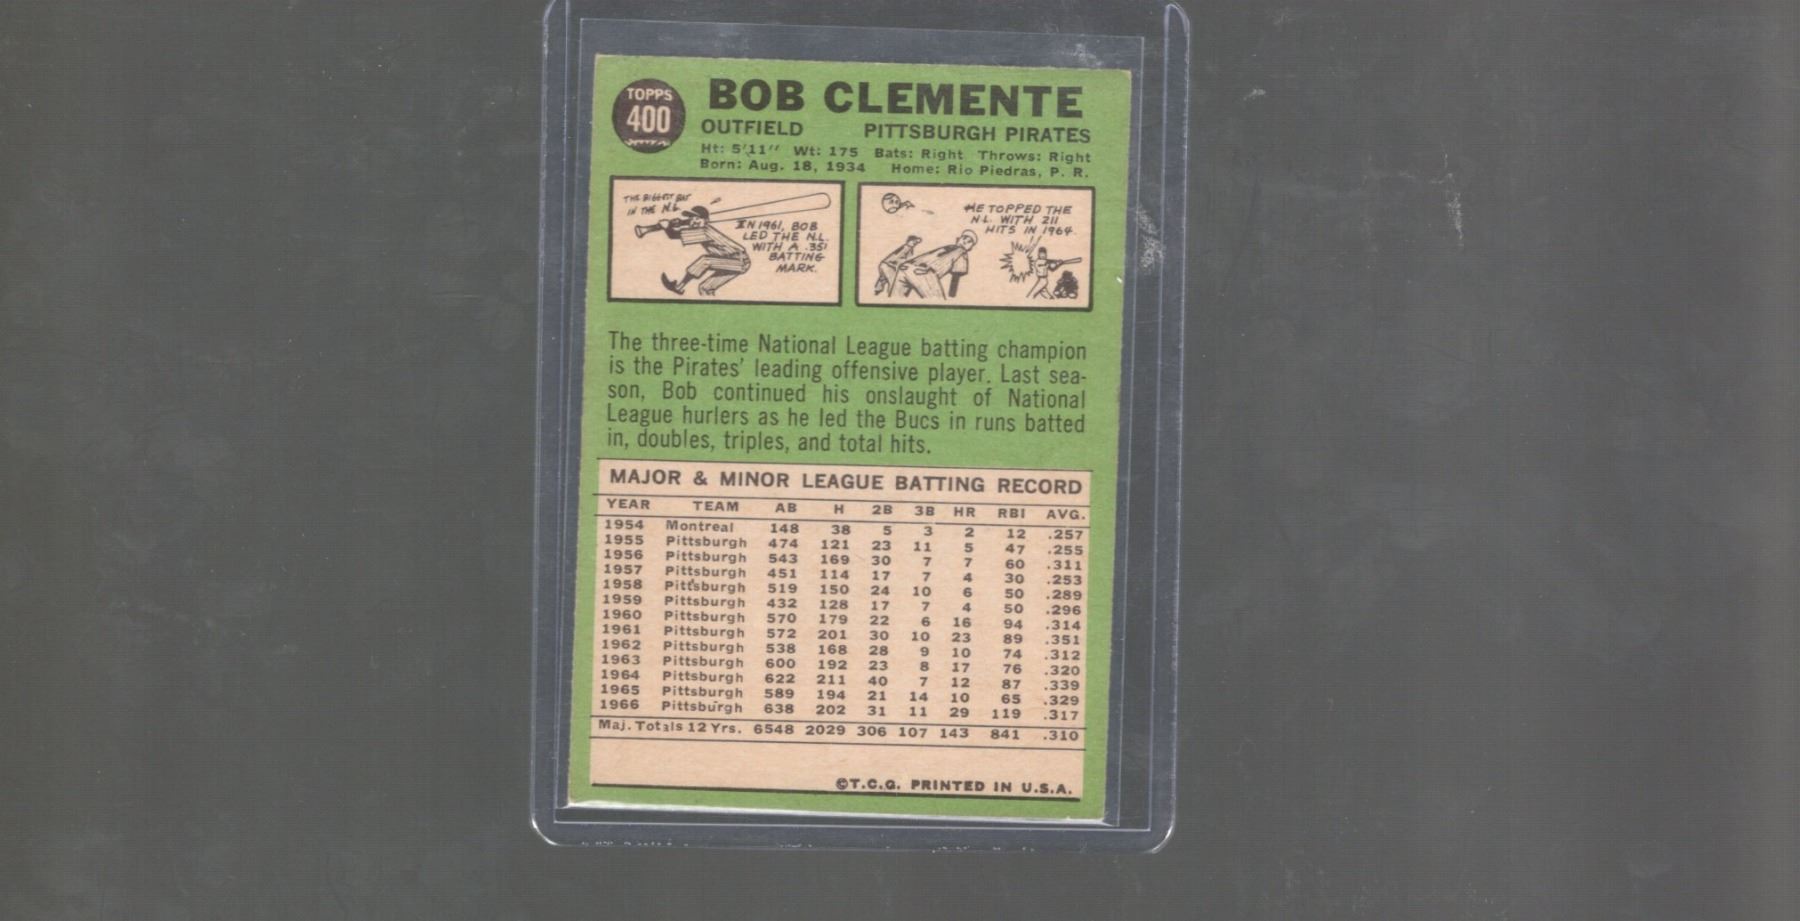 TOPPS
400
BOB CLEMENTE
OUTFIELD PITTSBURGH PIRATES
Ht: 5'11" Wt: 175 Bats: Right Throws: Right
Born: Aug. 18, 1934 Home: Rio Piedras, P. R.
THE BIGGEST BAT
IN THE N.L.
IN 1961, BOB
LED THE N.L.
WITH A .351
BATTING
MARK.
HE TOPPED THE
N.L. WITH 211
HITS IN 1964.
The three-time National League batting champion
is the Pirates' leading offensive player. Last sea-
son, Bob continued his onslaught of National
League hurlers as he led the Bucs in runs batted
in, doubles, triples, and total hits.
MAJOR & MINOR LEAGUE BATTING RECORD
YEAR TEAM AB H 2B 3B HR RBI AVG.
1954 Montreal 148 38 5 3 2 12 .257
1955 Pittsburgh 474 121 23 11 5 47 .255
1956 Pittsburgh 543 169 30 7 7 60 .311
1957 Pittsburgh 451 114 17 7 4 30 .253
1958 Pittsburgh 519 150 24 10 6 50 .289
1959 Pittsburgh 432 128 17 7 4 50 .296
1960 Pittsburgh 570 179 22 6 16 94 .314
1961 Pittsburgh 572 201 30 10 23 89 .351
1962 Pittsburgh 538 168 28 9 10 74 .312
1963 Pittsburgh 600 192 23 8 17 76 .320
1964 Pittsburgh 622 211 40 7 12 87 .339
1965 Pittsburgh 589 194 21 14 10 65 .329
1966 Pittsburgh 638 202 31 11 29 119 .317
Maj. Totals 12 Yrs. 6548 2029 306 107 143 841 .310
©T.C.G. PRINTED IN U.S.A.